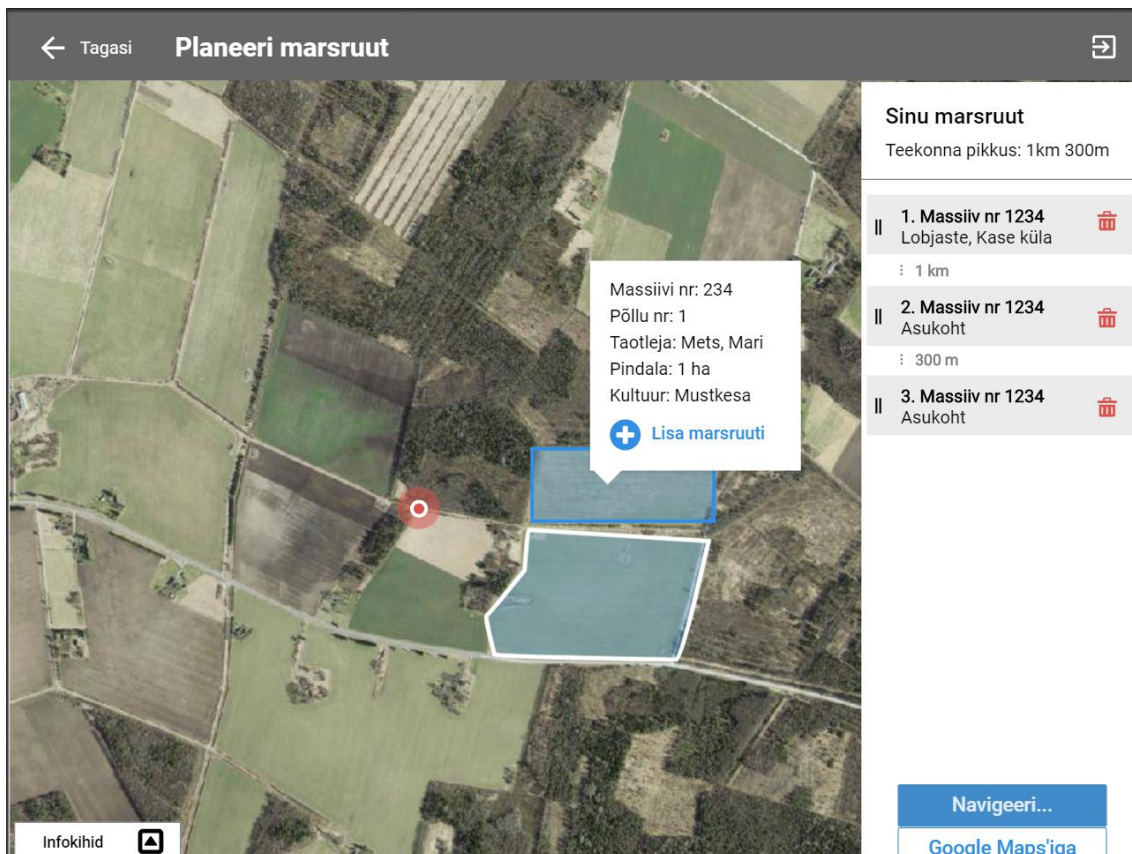 Tagasi
Planeeri marsruut
Sinu marsruut
Teekonna pikkus: 1km 300m
1. Massiiv nr 1234
Lobjaste, Kase küla
1 km
2. Massiiv nr 1234
Asukoht
300 m
3. Massiiv nr 1234
Asukoht
Massiivi nr: 234
Põllu nr: 1
Taotleja: Mets, Mari
Pindala: 1 ha
Kultuur: Mustkesa
Lisa marsruuti
Navigeeri...
Google Maps'iga
Infokihid